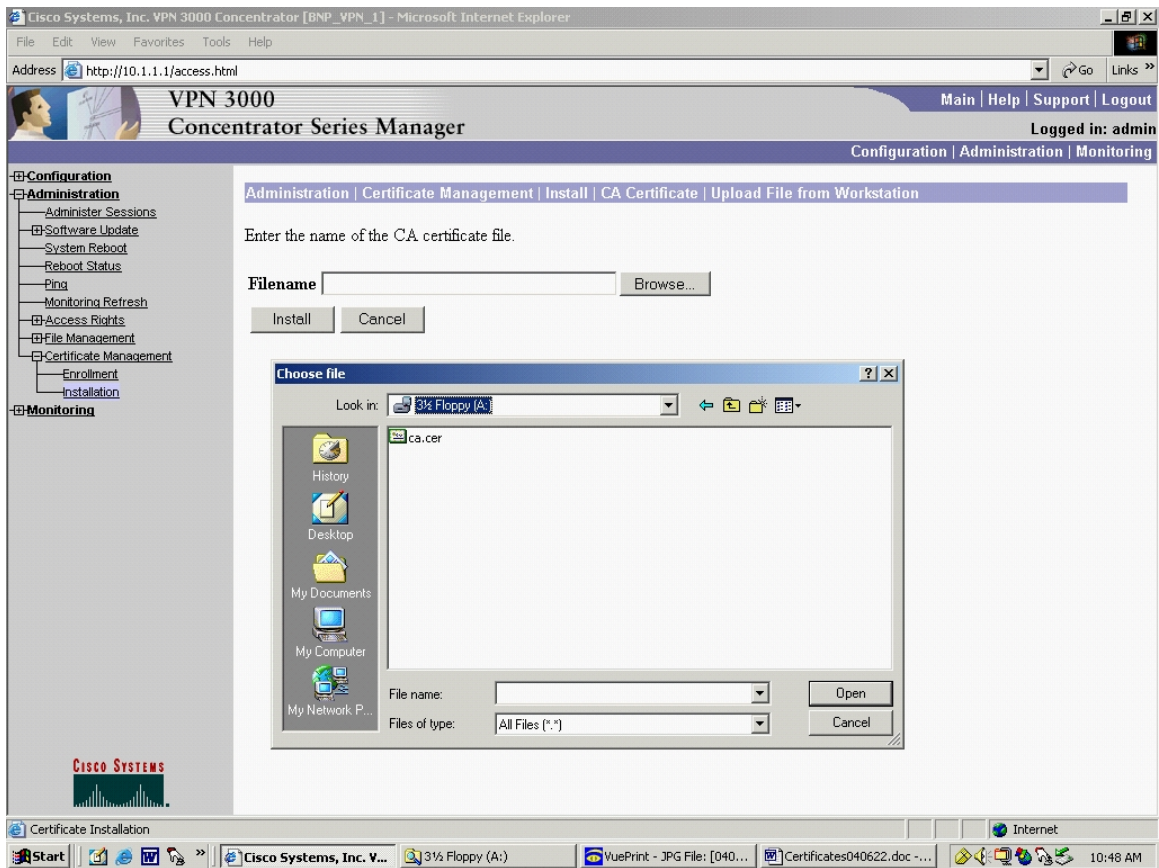 Cisco Systems, Inc. VPN 3000 Concentrator [BNP_VPN_1] - Microsoft Internet Explorer
File Edit View Favorites Tools Help
Address http://10.1.1.1/access.html Go Links »
VPN 3000
Concentrator Series Manager
Main | Help | Support | Logout
Logged in: admin
Configuration | Administration | Monitoring
Configuration
Administration
Administer Sessions
Software Update
System Reboot
Reboot Status
Ping
Monitoring Refresh
Access Rights
File Management
Certificate Management
Enrollment
Installation
Monitoring
Administration | Certificate Management | Install | CA Certificate | Upload File from Workstation
Enter the name of the CA certificate file.
Filename Browse...
Install Cancel
Choose file
Look in: 3½ Floppy (A:)
ca.cer
History
Desktop
My Documents
My Computer
My Network P...
File name: Open
Files of type: All Files (*.*) Cancel
CISCO SYSTEMS
Certificate Installation Internet
Start » Cisco Systems, Inc. V... 3½ Floppy (A:) VuePrint - JPG File: [040... Certificates040622.doc -... 10:48 AM